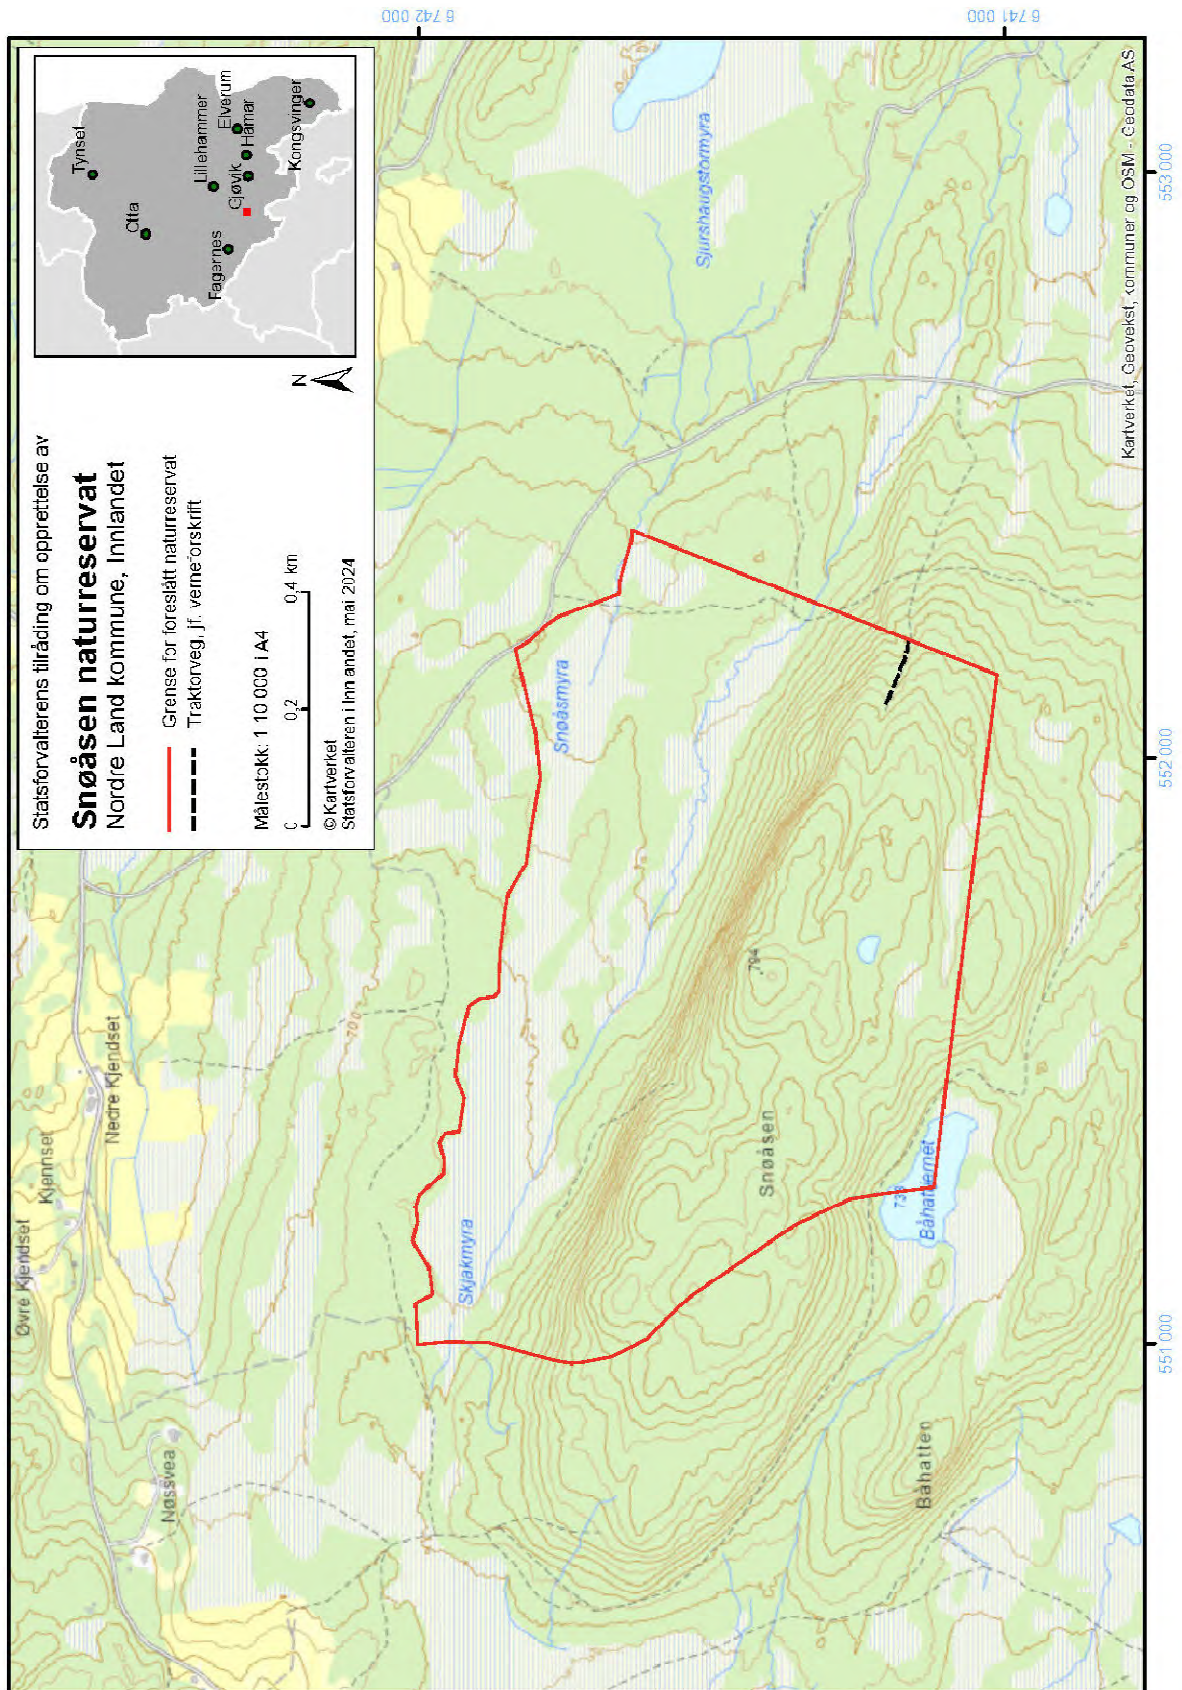 Statsforvalterens tilråding om opprettelse av
Snøåsen naturreservat
Nordre Land kommune, Innlandet
Grense for foreslått naturreservat
Traktorveg, jf. verneforskrift
Målestokk: 1 10 000 i A4
0 0,2 0,4 km
© Kartverket
Statsforvalteren i Innlandet, mai 2024
N
Tynset
Otta
Lillehammer
Elverum
Gjøvik
Hamar
Fagernes
Kongsvinger
6 742 000
6 741 000
551 000
552 000
553 000
Øvre Kjendset
Kjennset
Nedre Kjendset
Nøssvea
700
Skjakmyra
Snøåsmyra
Sjurshaugstormyra
794
Snøåsen
738
Båhattjernet
Båhatten
Kartverket, Geovekst, kommuner og OSM - Geodata AS